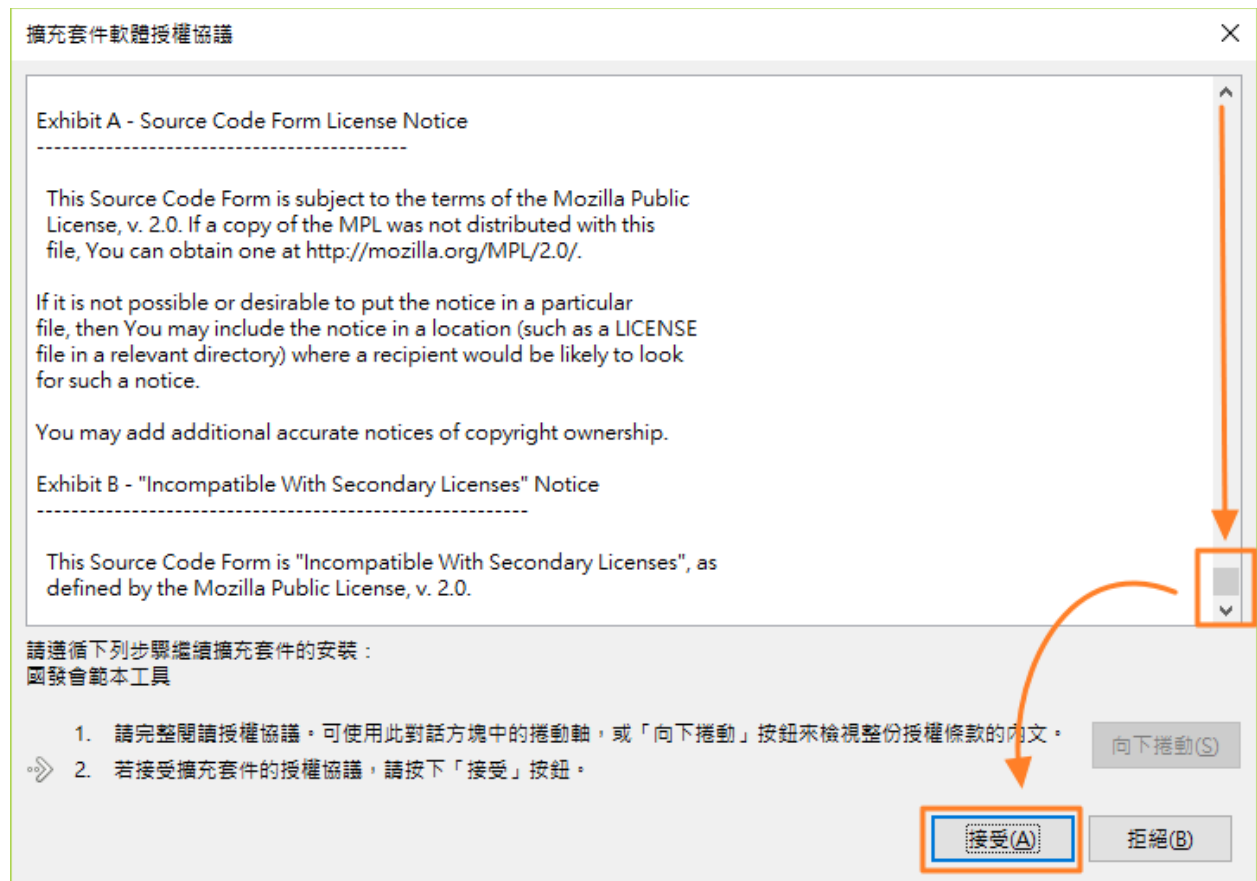 擴充套件軟體授權協議
Exhibit A - Source Code Form License Notice
-------------------------------------------
This Source Code Form is subject to the terms of the Mozilla Public
License, v. 2.0. If a copy of the MPL was not distributed with this
file, You can obtain one at http://mozilla.org/MPL/2.0/.
If it is not possible or desirable to put the notice in a particular
file, then You may include the notice in a location (such as a LICENSE
file in a relevant directory) where a recipient would be likely to look
for such a notice.
You may add additional accurate notices of copyright ownership.
Exhibit B - "Incompatible With Secondary Licenses" Notice
---------------------------------------------------------
This Source Code Form is "Incompatible With Secondary Licenses", as
defined by the Mozilla Public License, v. 2.0.
請遵循下列步驟繼續擴充套件的安裝：
國發會範本工具
1. 請完整閱讀授權協議。可使用此對話方塊中的捲動軸，或「向下捲動」按鈕來檢視整份授權條款的內文。
向下捲動(S)
2. 若接受擴充套件的授權協議，請按下「接受」按鈕。
接受(A)
拒絕(B)